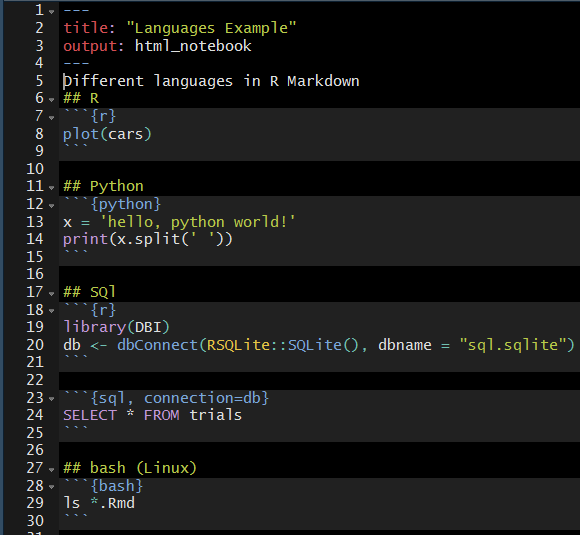 1 ---
2 title: "Languages Example"
3 output: html_notebook
4 ---
5 Different languages in R Markdown
6 ## R
7 ```{r}
8 plot(cars)
9 ```
10
11 ## Python
12 ```{python}
13 x = 'hello, python world!'
14 print(x.split(' '))
15 ```
16
17 ## SQl
18 ```{r}
19 library(DBI)
20 db <- dbConnect(RSQLite::SQLite(), dbname = "sql.sqlite")
21 ```
22
23 ```{sql, connection=db}
24 SELECT * FROM trials
25 ```
26
27 ## bash (Linux)
28 ```{bash}
29 ls *.Rmd
30 ```